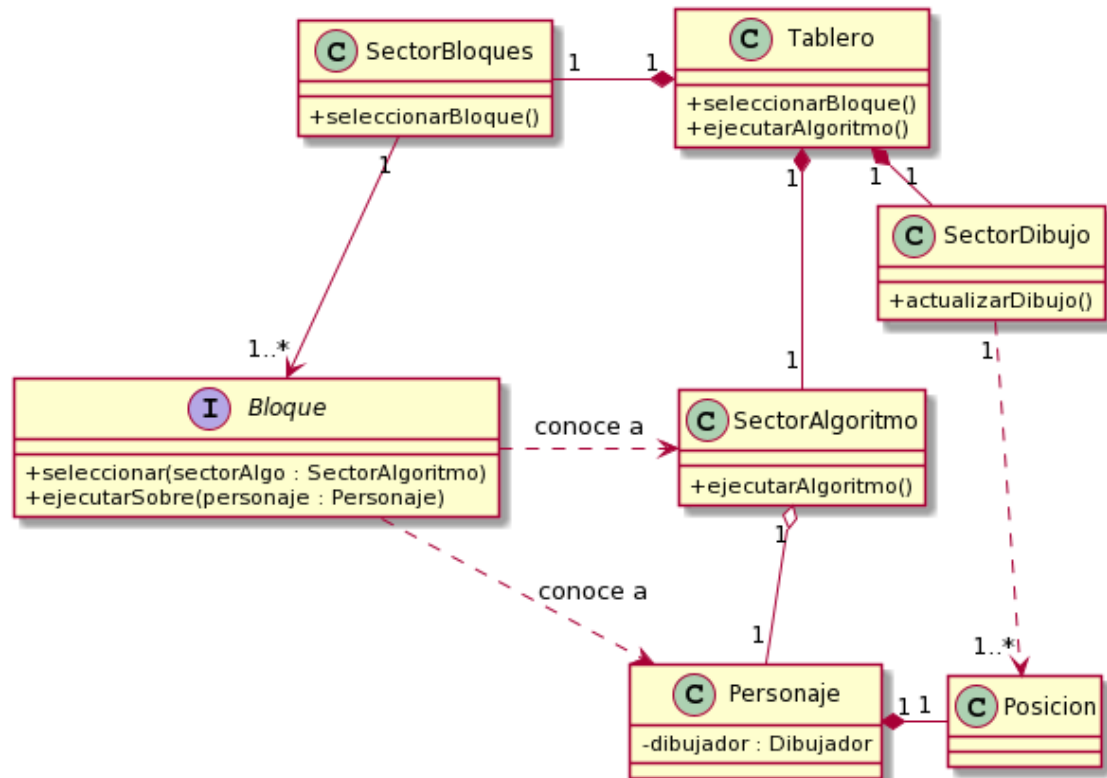 C SectorBloques
+seleccionarBloque()
1
1
C Tablero
+seleccionarBloque()
+ejecutarAlgoritmo()
1
1
1
1
C SectorDibujo
+actualizarDibujo()
1
1..*
I Bloque
+seleccionar(sectorAlgo : SectorAlgoritmo)
+ejecutarSobre(personaje : Personaje)
conoce a
1
C SectorAlgoritmo
+ejecutarAlgoritmo()
1
1
conoce a
1
1..*
C Personaje
-dibujador : Dibujador
1
1
C Posicion